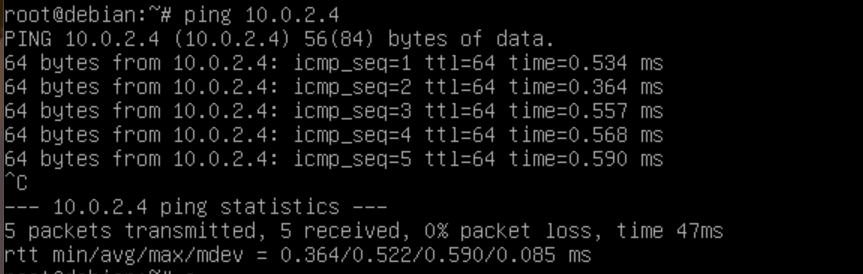 root@debian:~# ping 10.0.2.4
PING 10.0.2.4 (10.0.2.4) 56(84) bytes of data.
64 bytes from 10.0.2.4: icmp_seq=1 ttl=64 time=0.534 ms
64 bytes from 10.0.2.4: icmp_seq=2 ttl=64 time=0.364 ms
64 bytes from 10.0.2.4: icmp_seq=3 ttl=64 time=0.557 ms
64 bytes from 10.0.2.4: icmp_seq=4 ttl=64 time=0.568 ms
64 bytes from 10.0.2.4: icmp_seq=5 ttl=64 time=0.590 ms
^C
--- 10.0.2.4 ping statistics ---
5 packets transmitted, 5 received, 0% packet loss, time 47ms
rtt min/avg/max/mdev = 0.364/0.522/0.590/0.085 ms
root@debian:~#